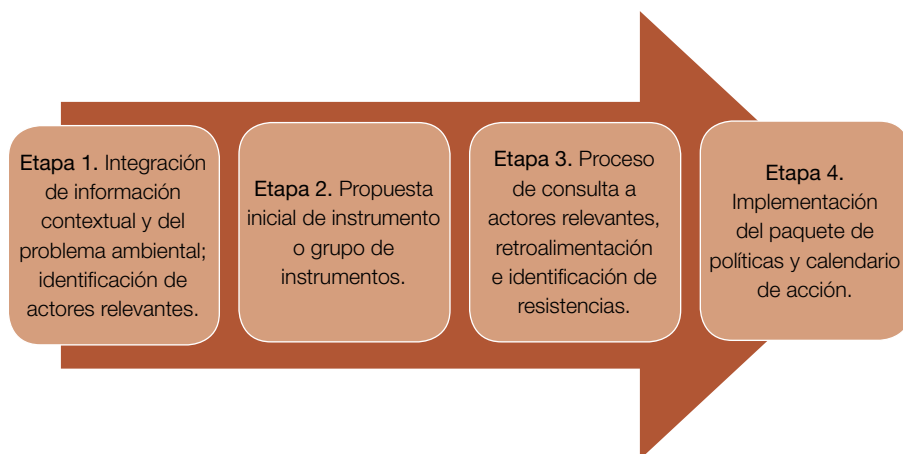 Etapa 1. Integración
de información
contextual y del
problema ambiental;
identificación de
actores relevantes.
Etapa 2. Propuesta
inicial de instrumento
o grupo de
instrumentos.
Etapa 3. Proceso
de consulta a
actores relevantes,
retroalimentación
e identificación de
resistencias.
Etapa 4.
Implementación
del paquete de
políticas y calendario
de acción.